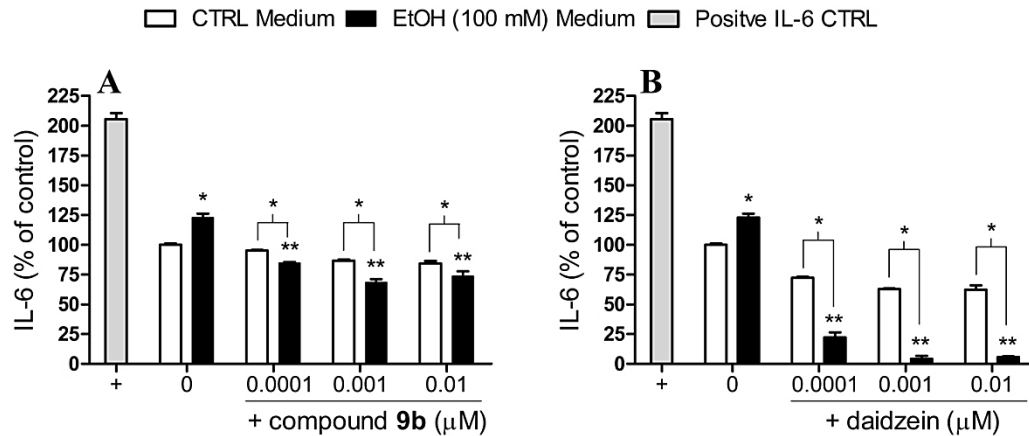 CTRL Medium EtOH (100 mM) Medium Positve IL-6 CTRL
A
IL-6 (% of control)
225
200
175
150
125
100
75
50
25
0
* * ** * ** * **
+ 0 0.0001 0.001 0.01
+ compound 9b (μM)
B
IL-6 (% of control)
225
200
175
150
125
100
75
50
25
0
* * ** * ** * **
+ 0 0.0001 0.001 0.01
+ daidzein (μM)